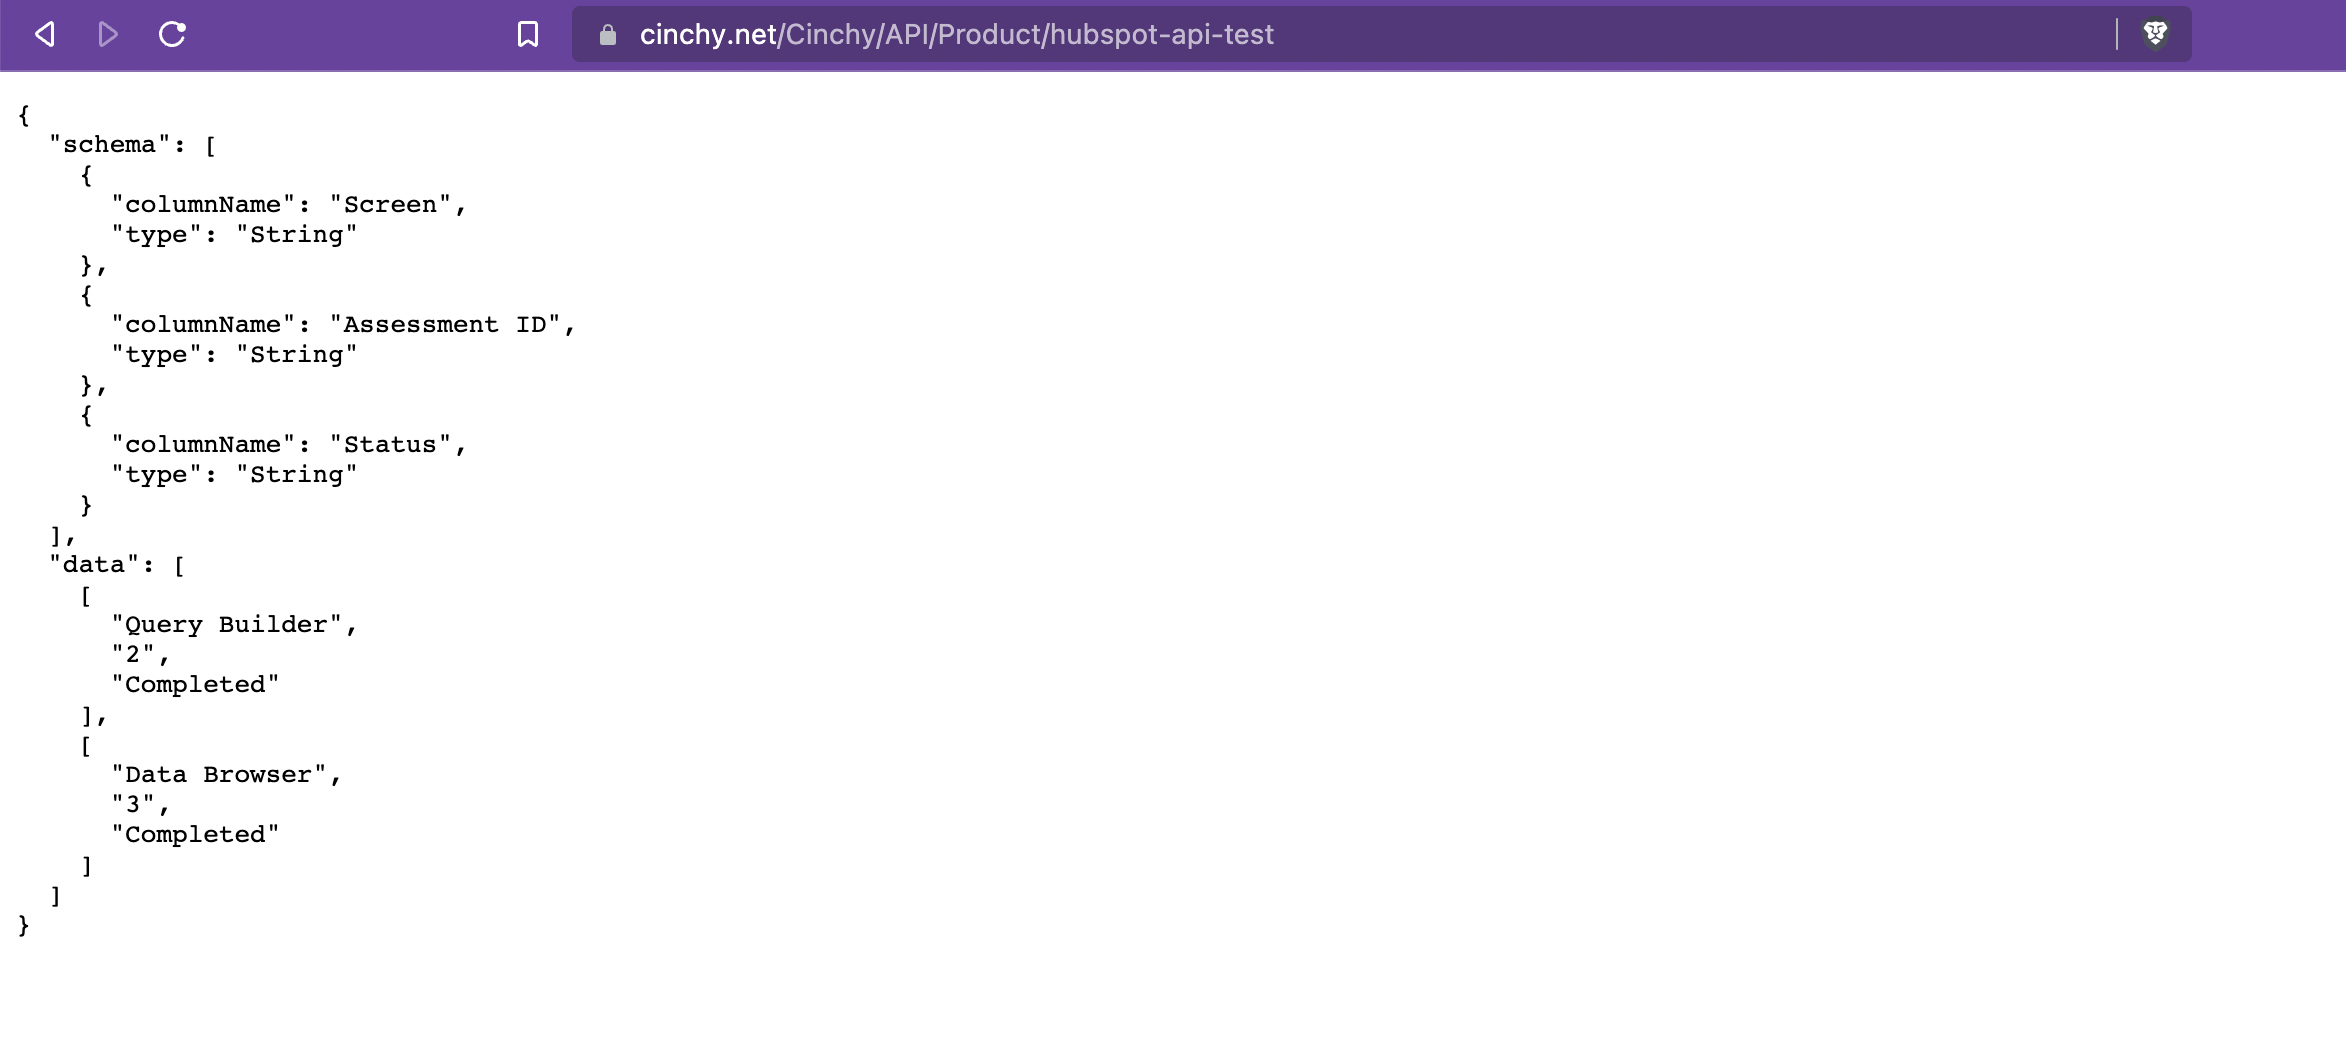 cinchy.net/Cinchy/API/Product/hubspot-api-test
{
  "schema": [
    {
      "columnName": "Screen",
      "type": "String"
    },
    {
      "columnName": "Assessment ID",
      "type": "String"
    },
    {
      "columnName": "Status",
      "type": "String"
    }
  ],
  "data": [
    [
      "Query Builder",
      "2",
      "Completed"
    ],
    [
      "Data Browser",
      "3",
      "Completed"
    ]
  ]
}